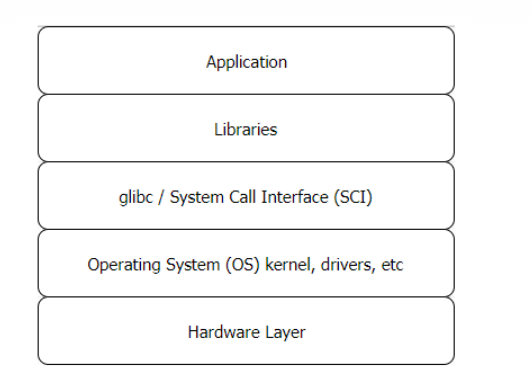 Application
Libraries
glibc / System Call Interface (SCI)
Operating System (OS) kernel, drivers, etc
Hardware Layer